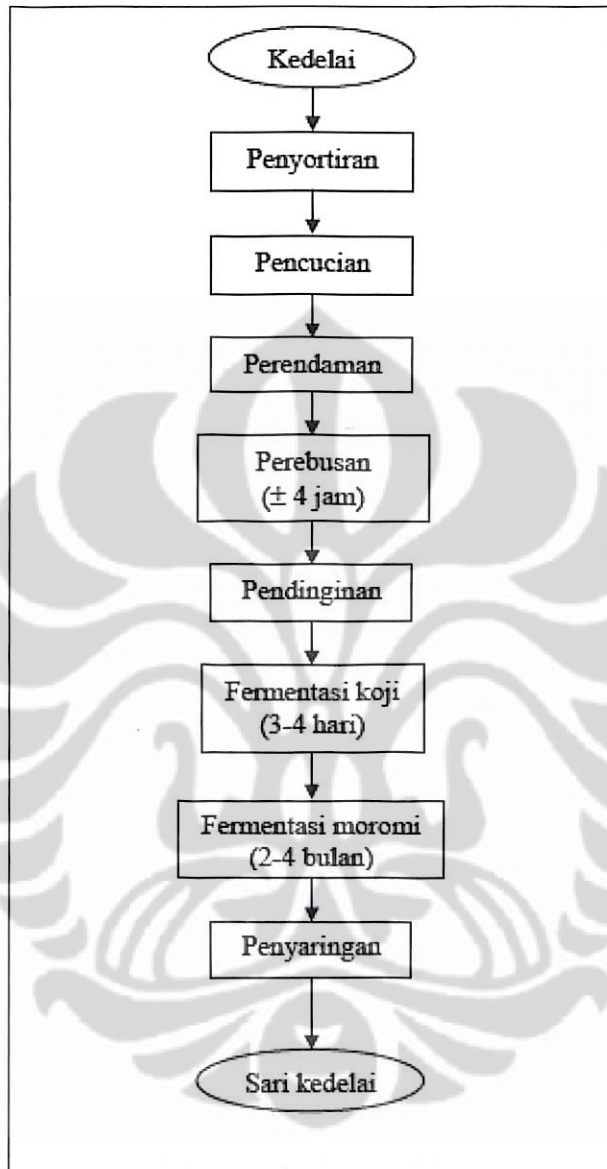 Kedelai
Penyortiran
Pencucian
Perendaman
Perebusan
(± 4 jam)
Pendinginan
Fermentasi koji
(3-4 hari)
Fermentasi moromi
(2-4 bulan)
Penyaringan
Sari kedelai